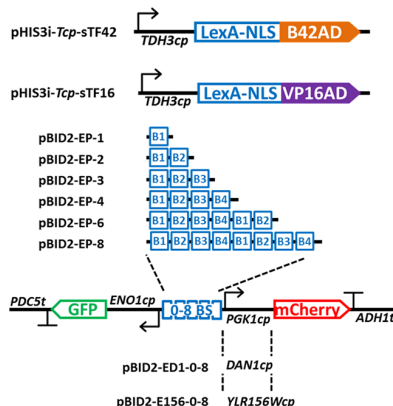 pHIS3i-Tcp-sTF42 TDH3cp LexA-NLS B42AD
pHIS3i-Tcp-sTF16 TDH3cp LexA-NLS VP16AD
pBID2-EP-1 B1
pBID2-EP-2 B1 B2
pBID2-EP-3 B1 B2 B3
pBID2-EP-4 B1 B2 B3 B4
pBID2-EP-6 B1 B2 B3 B4 B1 B2
pBID2-EP-8 B1 B2 B3 B4 B1 B2 B3 B4
PDC5t GFP ENO1cp 0-8 BS PGK1cp mCherry ADH1t
pBID2-ED1-0-8 DAN1cp
pBID2-E156-0-8 YLR156Wcp